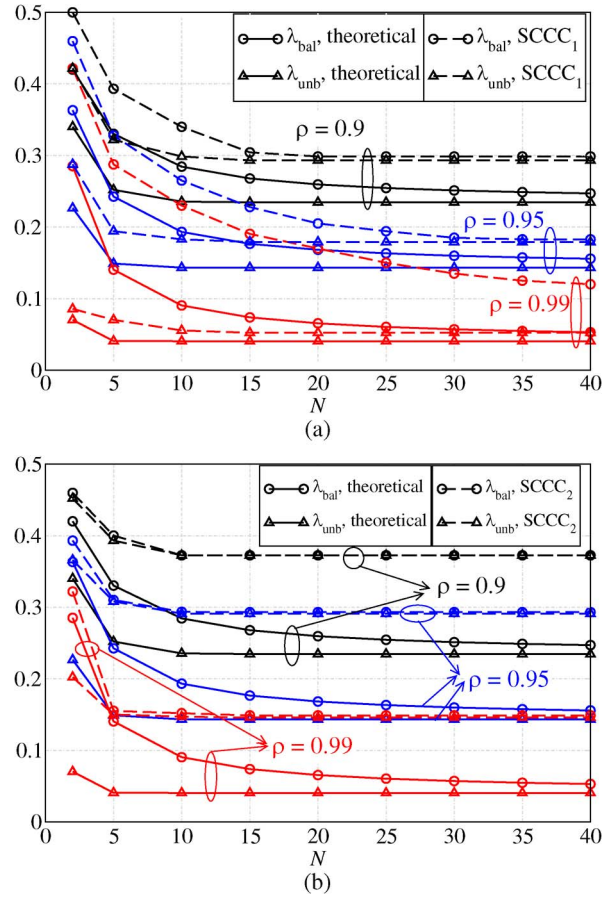 0.5
λbal, theoretical
λbal, SCCC1
λunb, theoretical
λunb, SCCC1
0.4
0.3
0.2
0.1
0
ρ = 0.9
ρ = 0.95
ρ = 0.99
0 5 10 15 20 25 30 35 40
N
(a)
0.5
λbal, theoretical
λbal, SCCC2
λunb, theoretical
λunb, SCCC2
0.4
0.3
0.2
0.1
0
ρ = 0.9
ρ = 0.95
ρ = 0.99
0 5 10 15 20 25 30 35 40
N
(b)